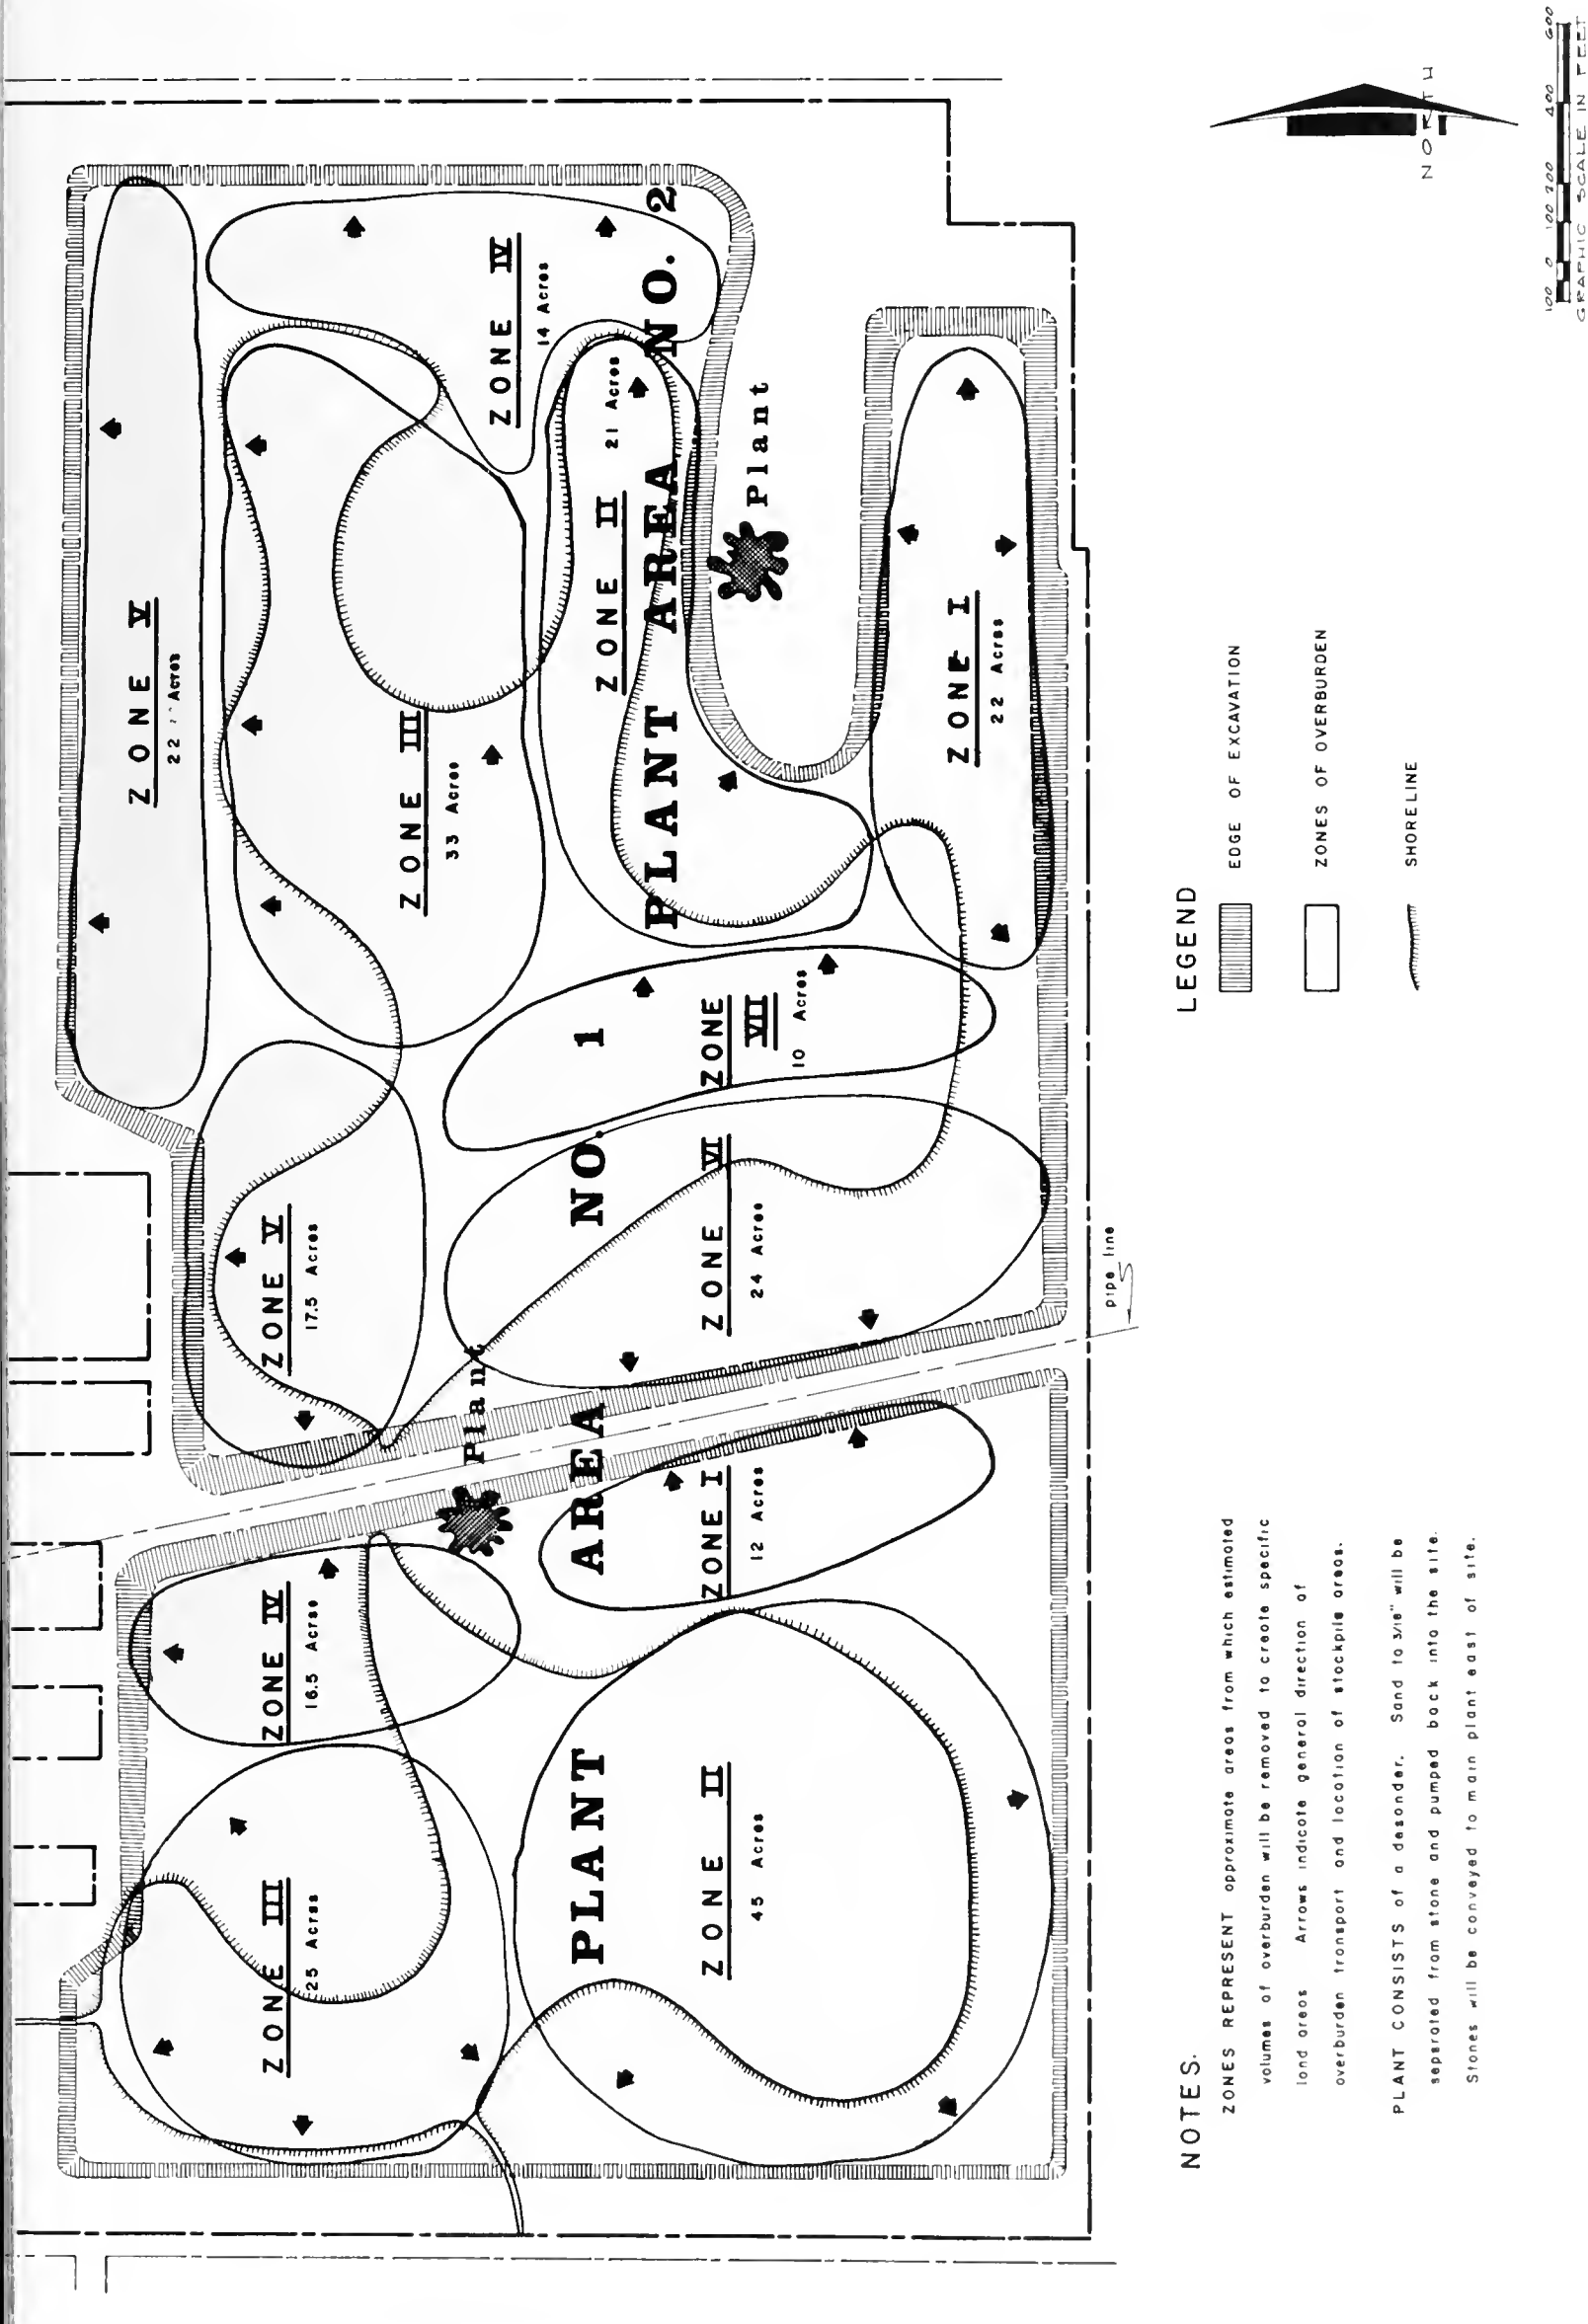 ZONE V
22 Acres
ZONE IV
14 Acres
ZONE III
33 Acres
ZONE II
21 Acres
PLANT AREA NO. 2
Plant
ZONE I
22 Acres
ZONE III
25 Acres
ZONE IV
16.5 Acres
ZONE V
17.5 Acres
Plant
PLANT AREA NO. 1
ZONE II
45 Acres
ZONE I
12 Acres
ZONE VI
24 Acres
ZONE
VII
10 Acres
pipe line
NOTES.
ZONES REPRESENT approximate areas from which estimated
volumes of overburden will be removed to create specific
land areas Arrows indicate general direction of
overburden transport and location of stockpile areas.
PLANT CONSISTS of a desander. Sand to 3/16" will be
separated from stone and pumped back into the site.
Stones will be conveyed to main plant east of site.
LEGEND
EDGE OF EXCAVATION
ZONES OF OVERBURDEN
SHORELINE
NORTH
100 0 100 200 400 600
GRAPHIC SCALE IN FEET